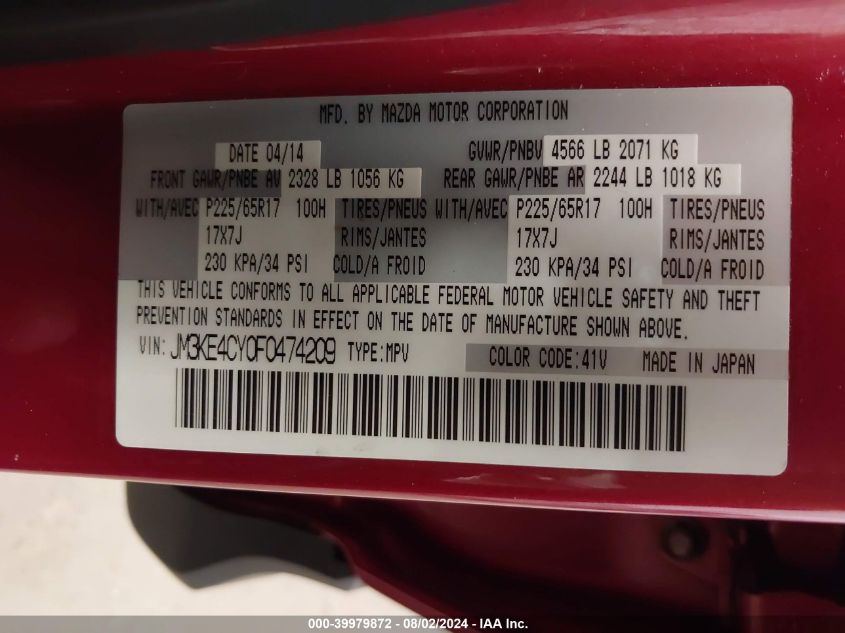 MFD. BY MAZDA MOTOR CORPORATION
DATE 04/14 GVWR/PNBV 4566 LB 2071 KG
FRONT GAWR/PNBE AV 2328 LB 1056 KG REAR GAWR/PNBE AR 2244 LB 1018 KG
WITH/AVEC P225/65R17 100H TIRES/PNEUS WITH/AVEC P225/65R17 100H TIRES/PNEUS
17X7J RIMS/JANTES 17X7J RIMS/JANTES
230 KPA/34 PSI COLD/A FROID 230 KPA/34 PSI COLD/A FROID
THIS VEHICLE CONFORMS TO ALL APPLICABLE FEDERAL MOTOR VEHICLE SAFETY AND THEFT
PREVENTION STANDARDS IN EFFECT ON THE DATE OF MANUFACTURE SHOWN ABOVE.
VIN: JM3KE4CY0F0474209 TYPE:MPV COLOR CODE:41V MADE IN JAPAN
000-39979872 - 08/02/2024 - IAA Inc.